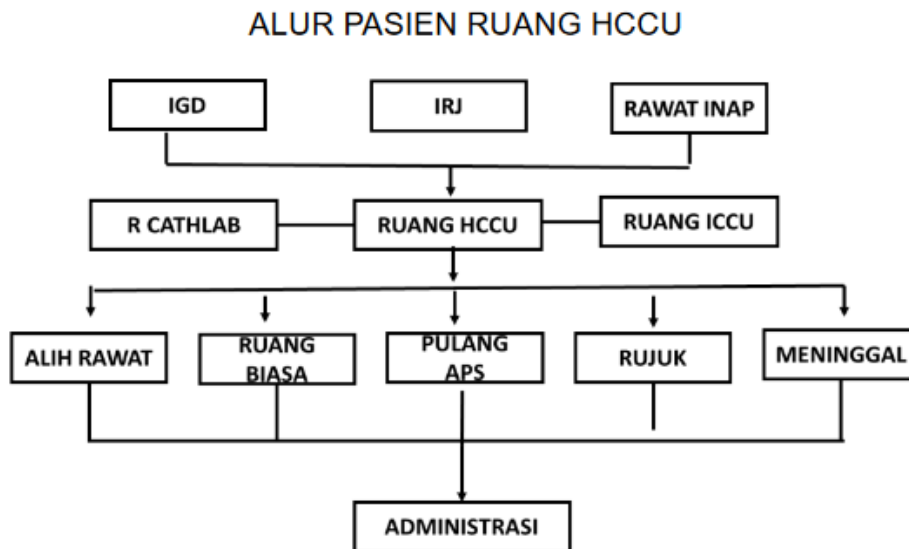 ALUR PASIEN RUANG HCCU
IGD
IRJ
RAWAT INAP
R CATHLAB
RUANG HCCU
RUANG ICCU
ALIH RAWAT
RUANG
BIASA
PULANG
APS
RUJUK
MENINGGAL
ADMINISTRASI